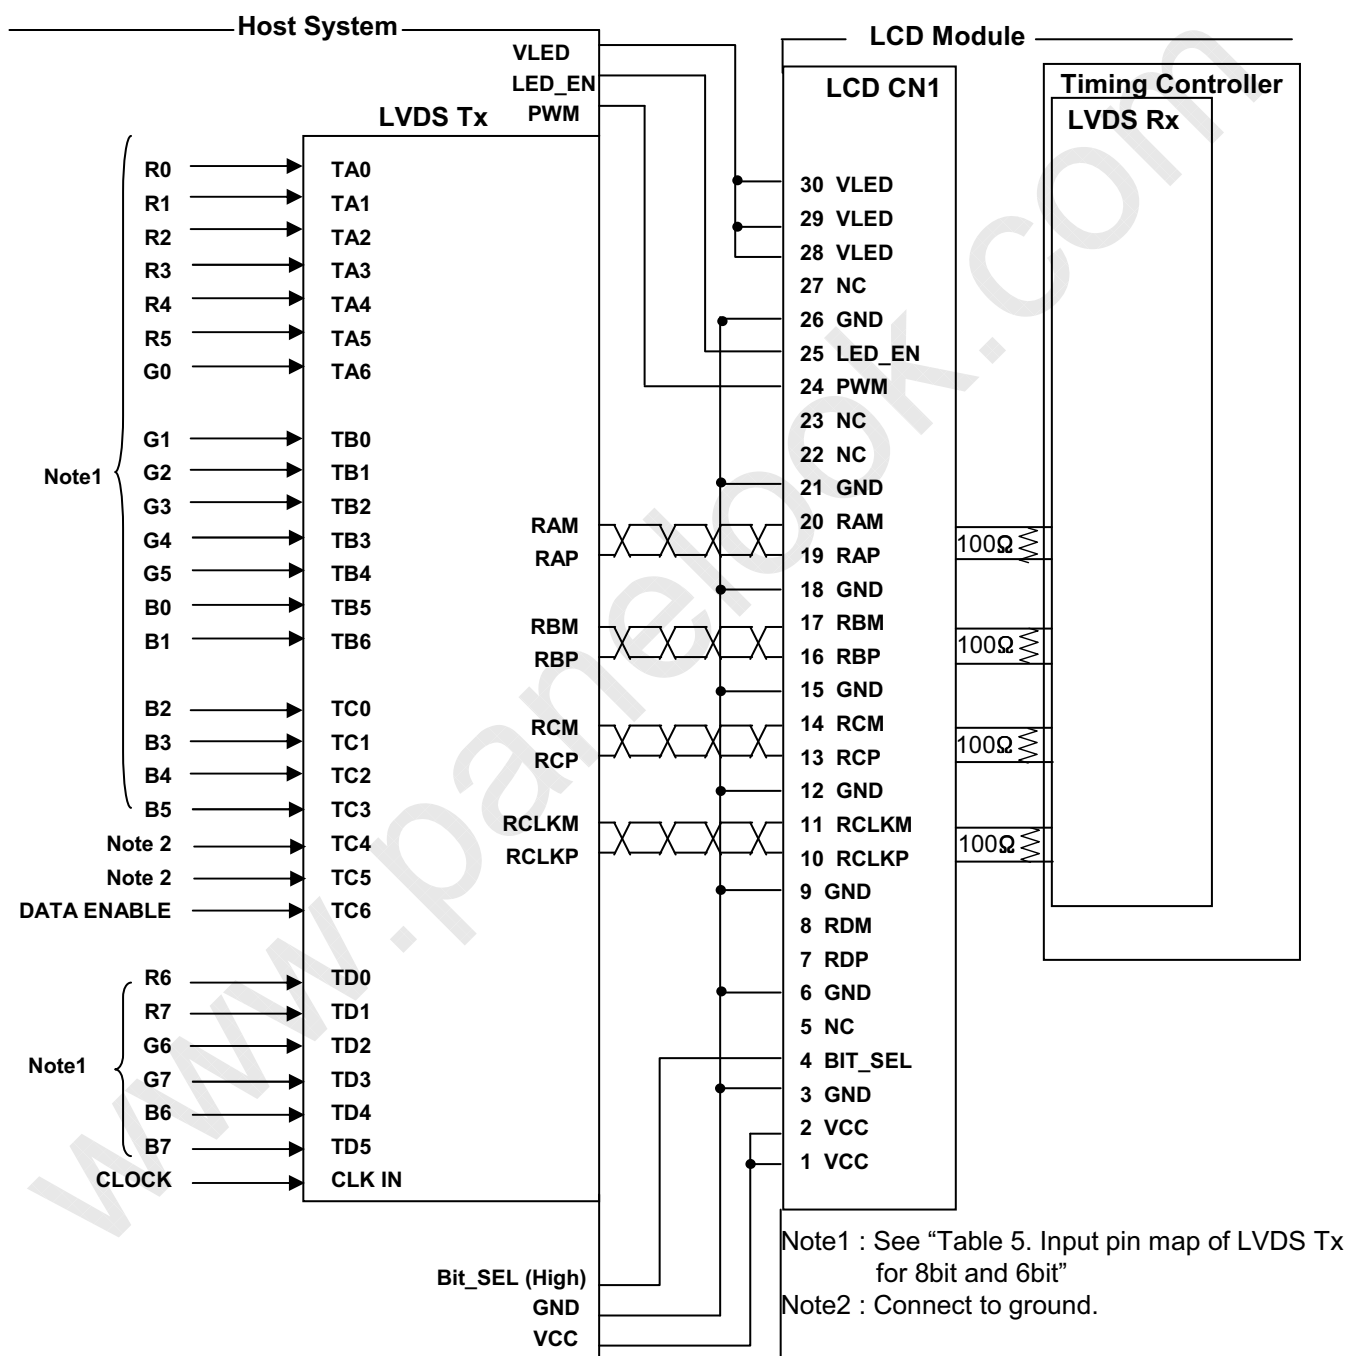 Host System
LCD Module
VLED
LED_EN
PWM
LVDS Tx
R0 TA0
R1 TA1
R2 TA2
R3 TA3
R4 TA4
R5 TA5
G0 TA6
G1 TB0
G2 TB1
G3 TB2
G4 TB3
G5 TB4
B0 TB5
B1 TB6
B2 TC0
B3 TC1
B4 TC2
B5 TC3
Note1
Note 2 TC4
Note 2 TC5
DATA ENABLE TC6
R6 TD0
R7 TD1
G6 TD2
G7 TD3
B6 TD4
B7 TD5
Note1
CLOCK CLK IN
RAM
RAP
RBM
RBP
RCM
RCP
RCLKM
RCLKP
Bit_SEL (High)
GND
VCC
LCD CN1
30 VLED
29 VLED
28 VLED
27 NC
26 GND
25 LED_EN
24 PWM
23 NC
22 NC
21 GND
20 RAM
19 RAP
18 GND
17 RBM
16 RBP
15 GND
14 RCM
13 RCP
12 GND
11 RCLKM
10 RCLKP
9 GND
8 RDM
7 RDP
6 GND
5 NC
4 BIT_SEL
3 GND
2 VCC
1 VCC
Timing Controller
LVDS Rx
100Ω
100Ω
100Ω
100Ω
Note1 : See “Table 5. Input pin map of LVDS Tx
for 8bit and 6bit”
Note2 : Connect to ground.
www.panelook.com